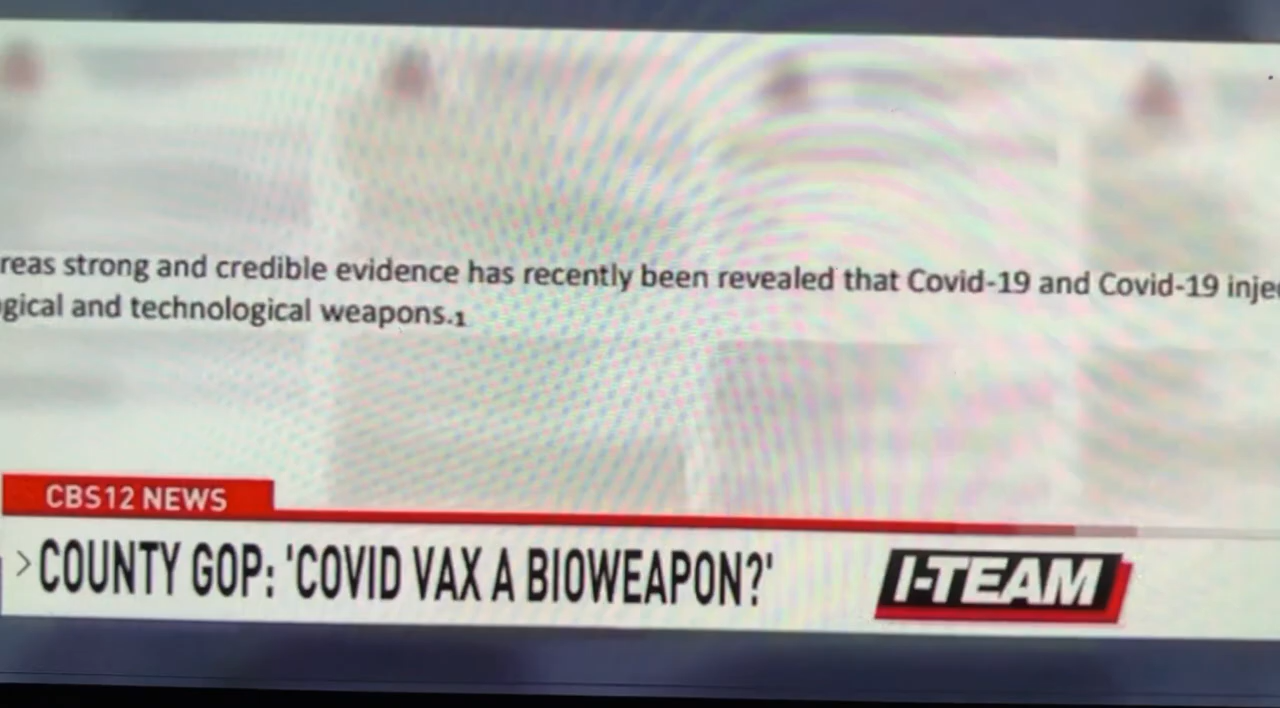 reas strong and credible evidence has recently been revealed that Covid-19 and Covid-19 inje
gical and technological weapons.1
CBS12 NEWS
>COUNTY GOP: 'COVID VAX A BIOWEAPON?'
I-TEAM